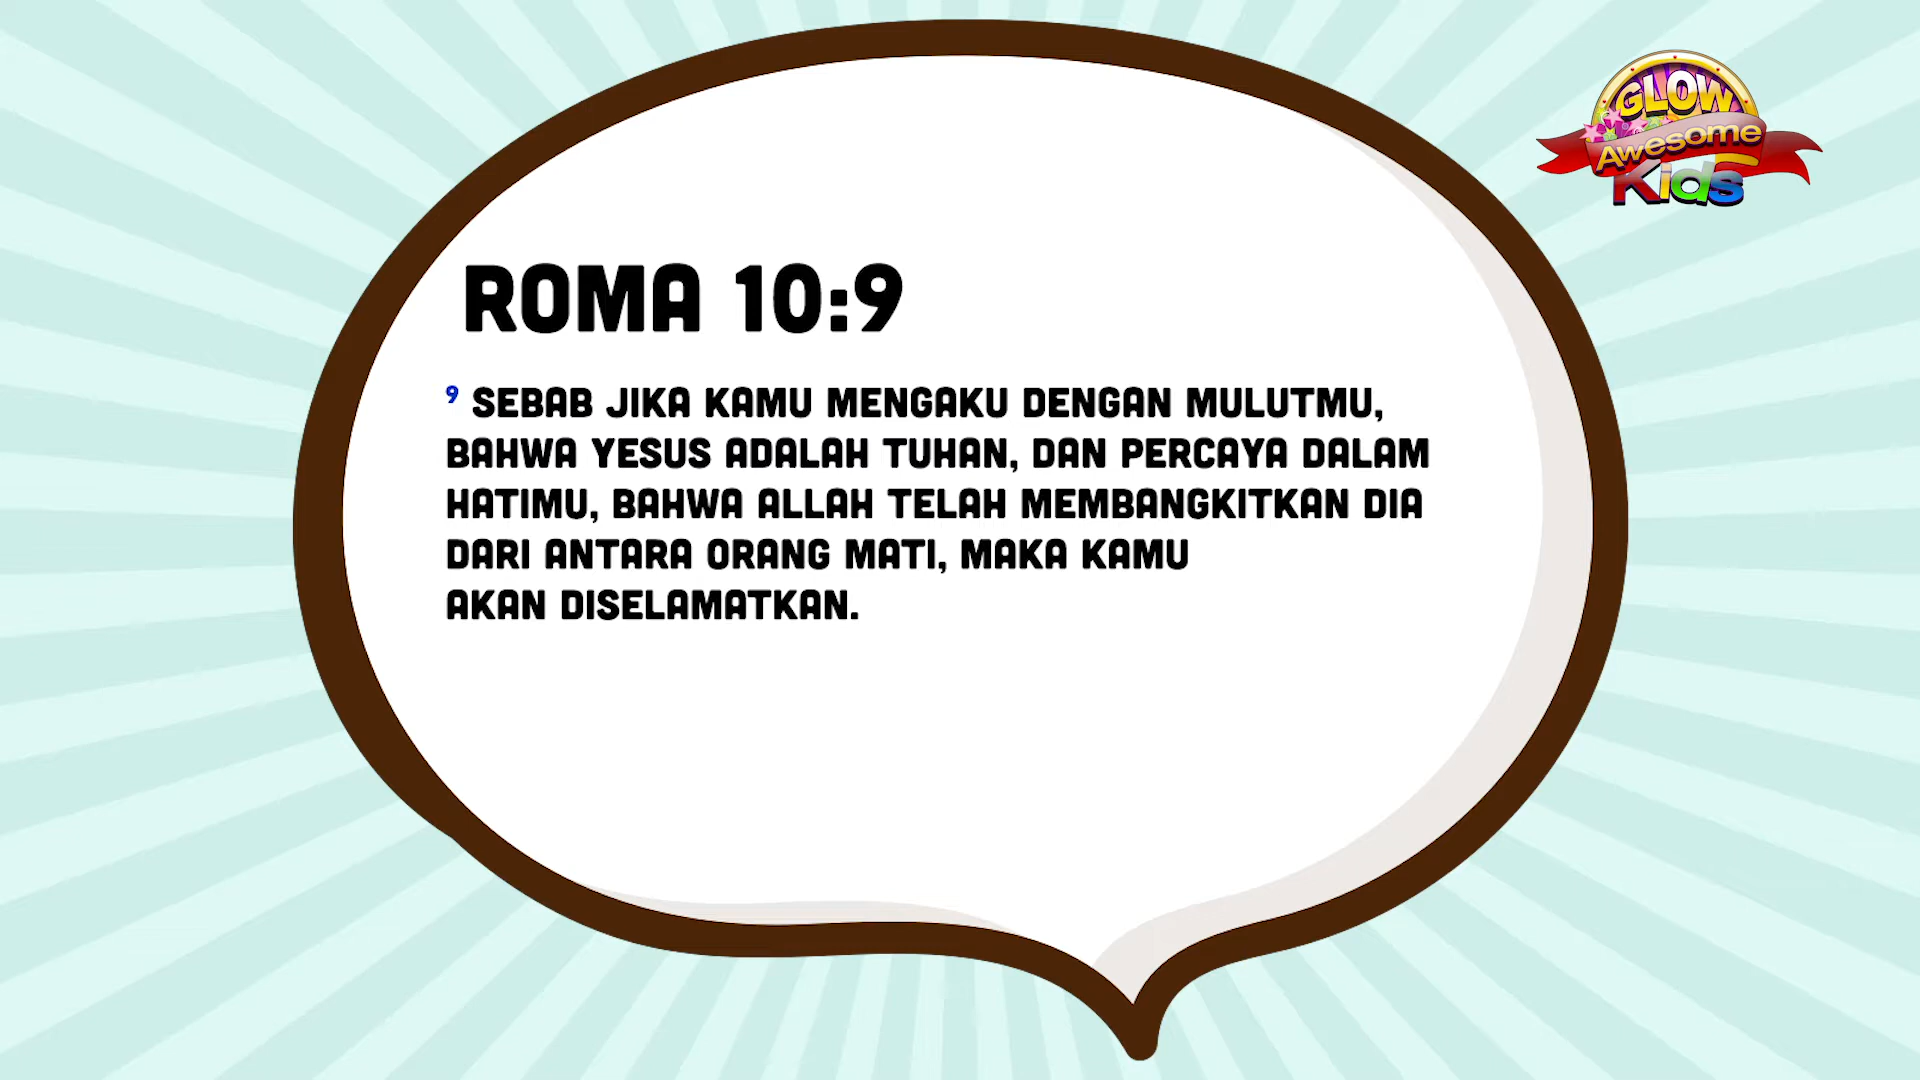 GLOW
Awesome
Kids
ROMA 10:9
9 SEBAB JIKA KAMU MENGAKU DENGAN MULUTMU,
BAHWA YESUS ADALAH TUHAN, DAN PERCAYA DALAM
HATIMU, BAHWA ALLAH TELAH MEMBANGKITKAN DIA
DARI ANTARA ORANG MATI, MAKA KAMU
AKAN DISELAMATKAN.